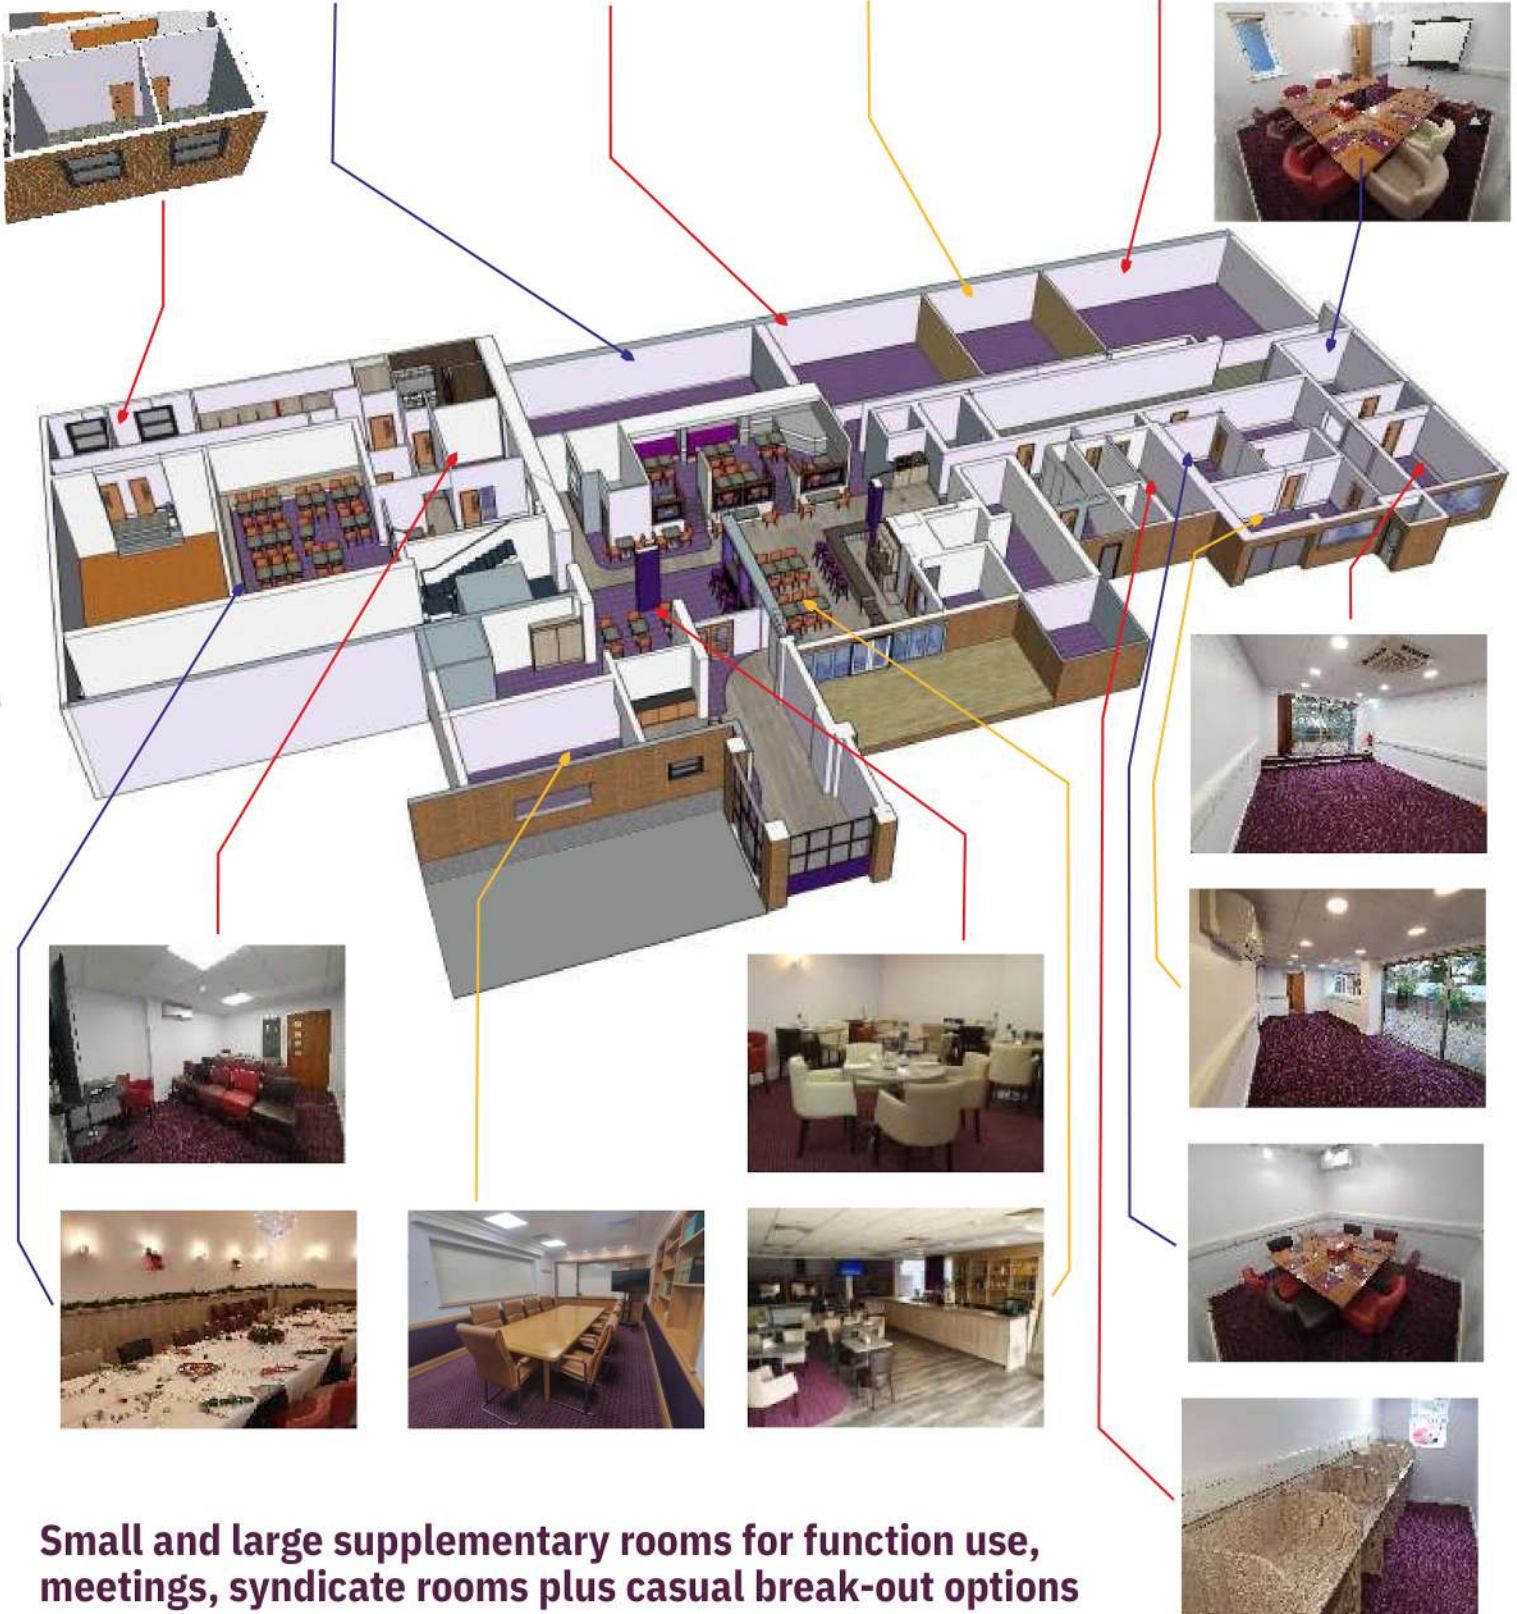 Small and large supplementary rooms for function use,
meetings, syndicate rooms plus casual break-out options